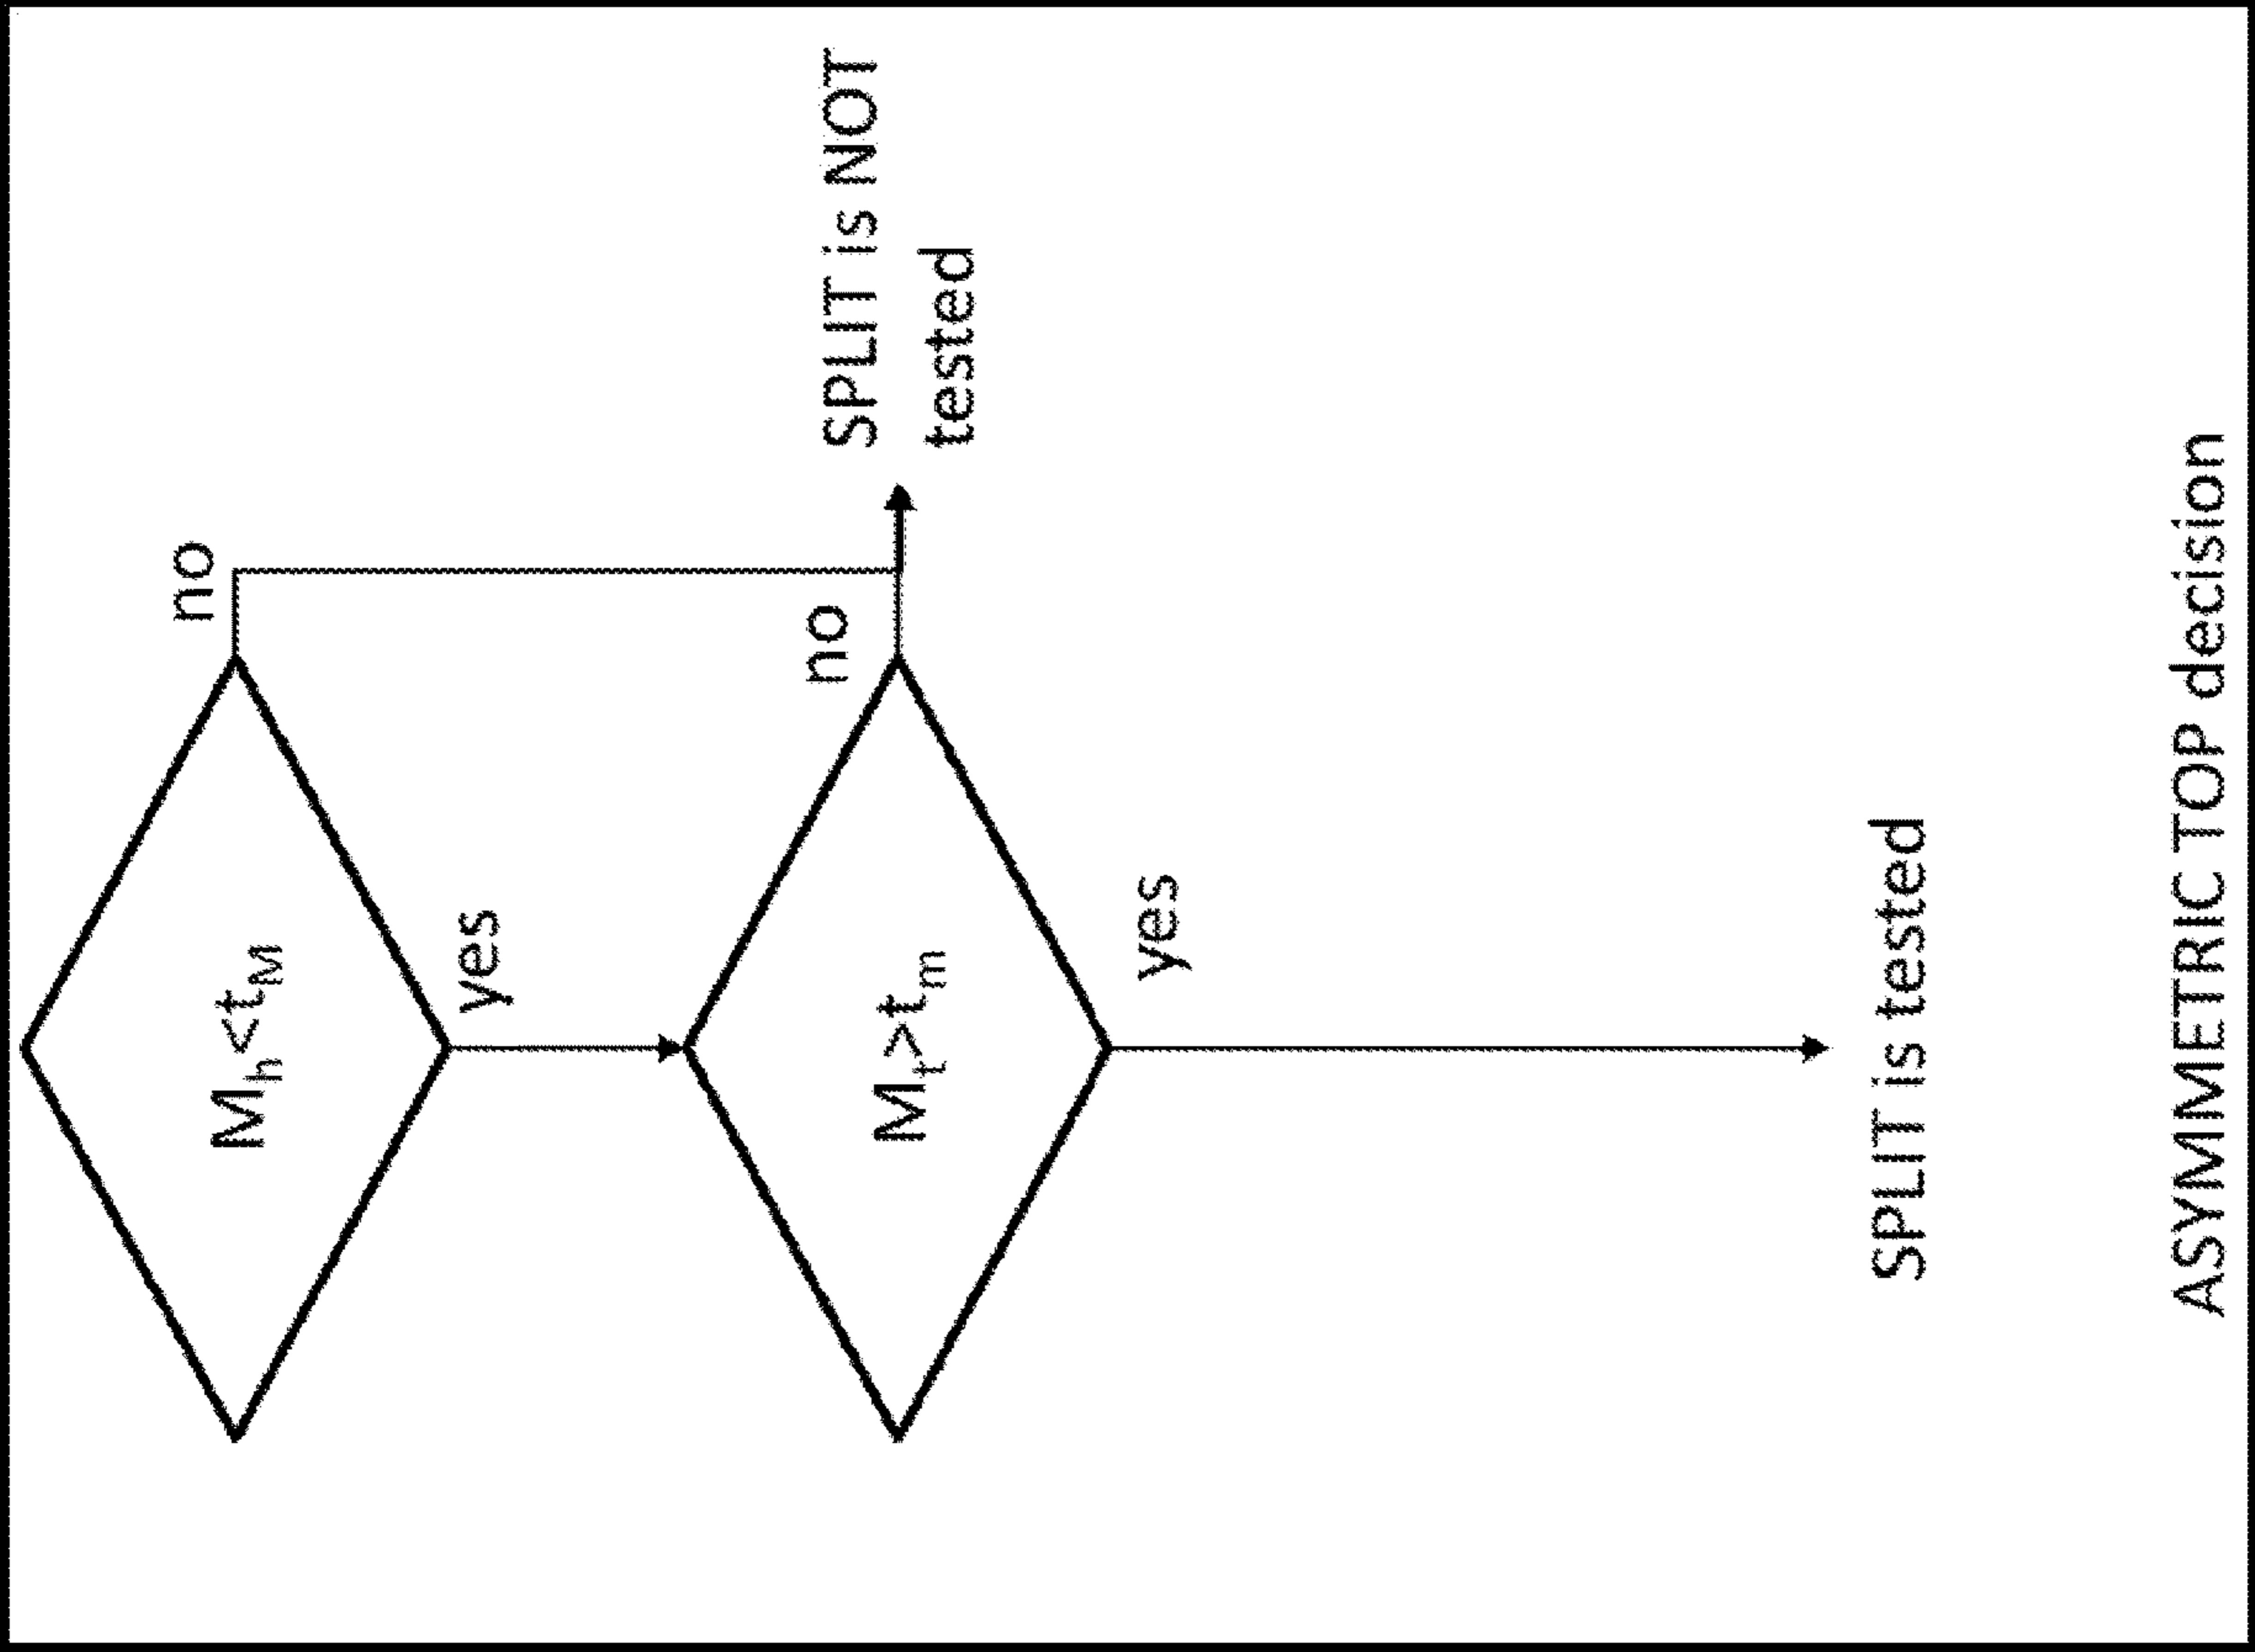 M_h<t_M
no
yes
M_t>t_m
no
SPLIT is NOT
tested
yes
SPLIT is tested
ASYMMETRIC TOP decision